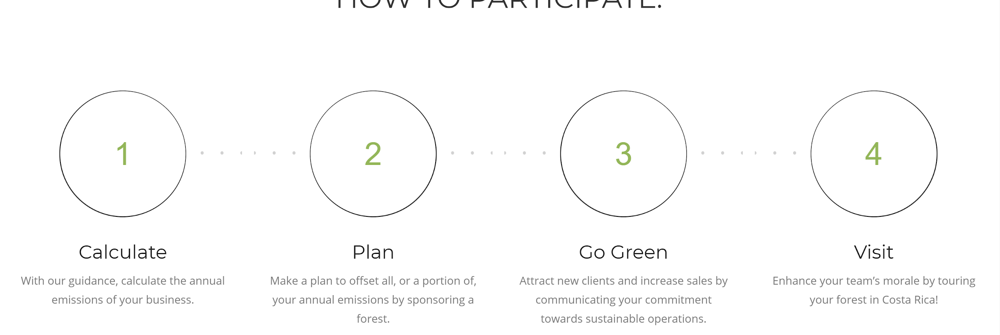 HOW TO PARTICIPATE:
1
2
3
4
Calculate
With our guidance, calculate the annual
emissions of your business.
Plan
Make a plan to offset all, or a portion of,
your annual emissions by sponsoring a
forest.
Go Green
Attract new clients and increase sales by
communicating your commitment
towards sustainable operations.
Visit
Enhance your team’s morale by touring
your forest in Costa Rica!